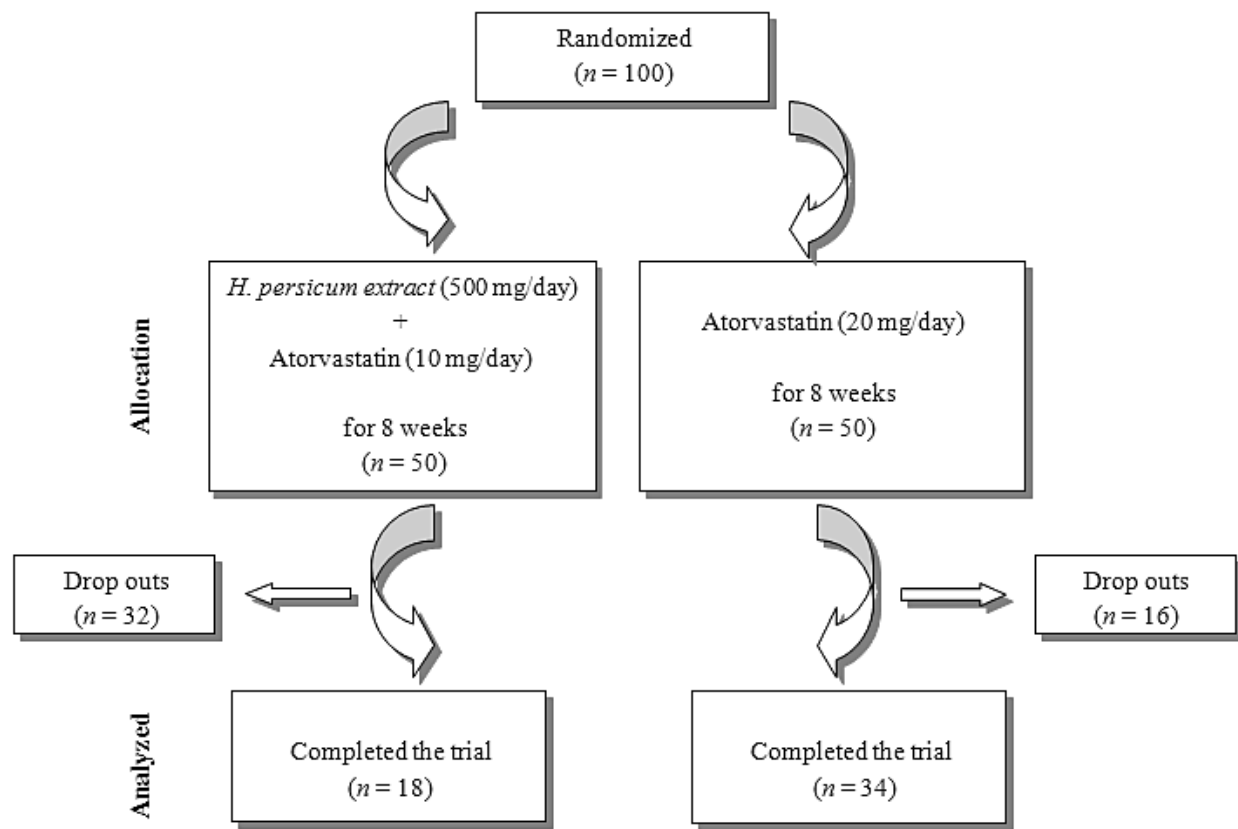 Randomized
(n = 100)
Allocation
H. persicum extract (500 mg/day)
+
Atorvastatin (10 mg/day)
for 8 weeks
(n = 50)
Atorvastatin (20 mg/day)
for 8 weeks
(n = 50)
Drop outs
(n = 32)
Drop outs
(n = 16)
Analyzed
Completed the trial
(n = 18)
Completed the trial
(n = 34)